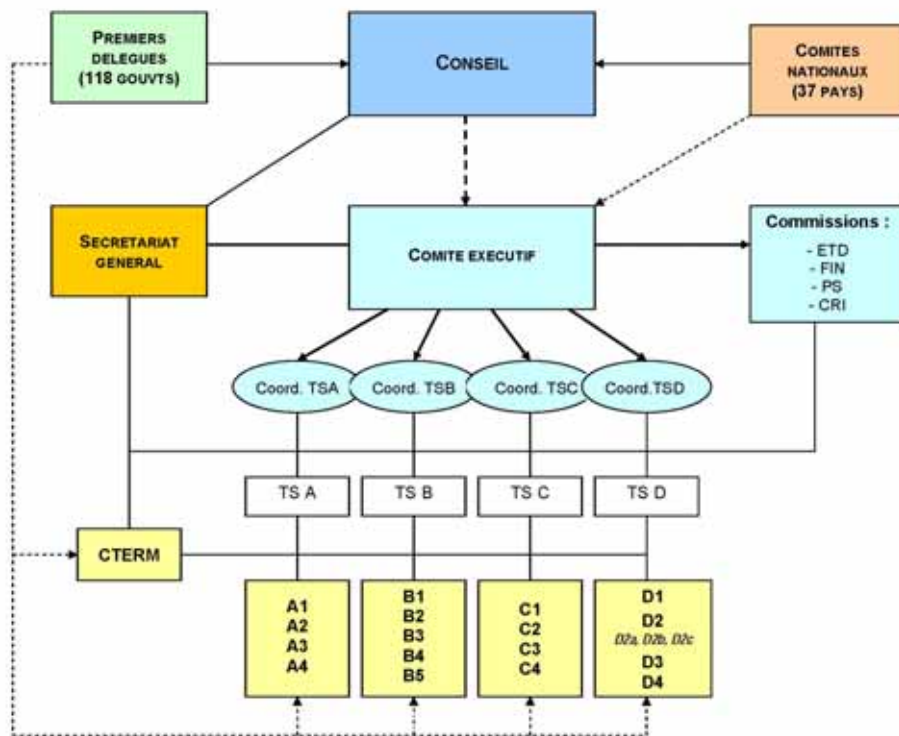 PREMIERS
DELEGUES
(118 GOUVTS)
CONSEIL
COMITES
NATIONAUX
(37 PAYS)
SECRETARIAT
GENERAL
COMITE EXECUTIF
Commissions :
- ETD
- FIN
- PS
- CRI
Coord. TSA
Coord. TSB
Coord. TSC
Coord.TSD
TS A
TS B
TS C
TS D
CTERM
A1
A2
A3
A4
B1
B2
B3
B4
B5
C1
C2
C3
C4
D1
D2
D2a, D2b, D2c
D3
D4